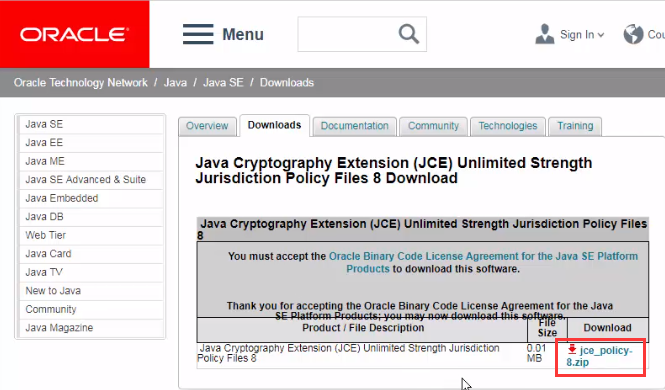 ORACLE
Menu
Sign In
Cou
Oracle Technology Network / Java / Java SE / Downloads
Java SE
Java EE
Java ME
Java SE Advanced & Suite
Java Embedded
Java DB
Web Tier
Java Card
Java TV
New to Java
Community
Java Magazine
Overview
Downloads
Documentation
Community
Technologies
Training
Java Cryptography Extension (JCE) Unlimited Strength
Jurisdiction Policy Files 8 Download
Java Cryptography Extension (JCE) Unlimited Strength Jurisdiction Policy Files
8
You must accept the Oracle Binary Code License Agreement for the Java SE Platform
Products to download this software.
Thank you for accepting the Oracle Binary Code License Agreement for the Java
SE Platform Products; you may now download this software.
Product / File Description
File
Size
Download
Java Cryptography Extension (JCE) Unlimited Strength Jurisdiction
Policy Files 8
0.01
MB
jce_policy-
8.zip